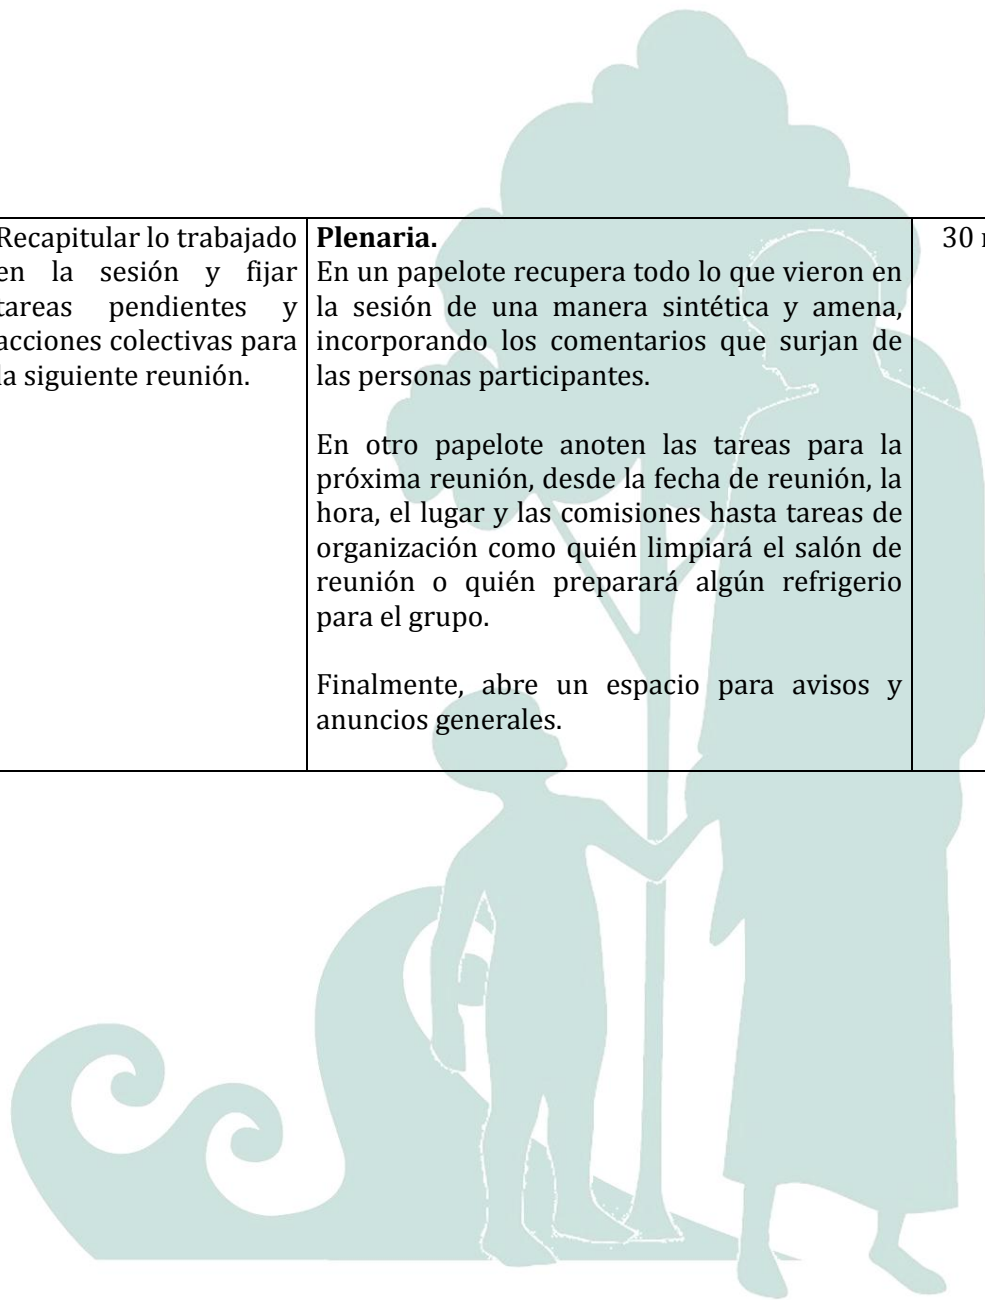 Recapitular lo trabajado
en la sesión y fijar
tareas pendientes y
acciones colectivas para
la siguiente reunión.
Plenaria.
En un papelote recupera todo lo que vieron en
la sesión de una manera sintética y amena,
incorporando los comentarios que surjan de
las personas participantes.
En otro papelote anoten las tareas para la
próxima reunión, desde la fecha de reunión, la
hora, el lugar y las comisiones hasta tareas de
organización como quién limpiará el salón de
reunión o quién preparará algún refrigerio
para el grupo.
Finalmente, abre un espacio para avisos y
anuncios generales.
30